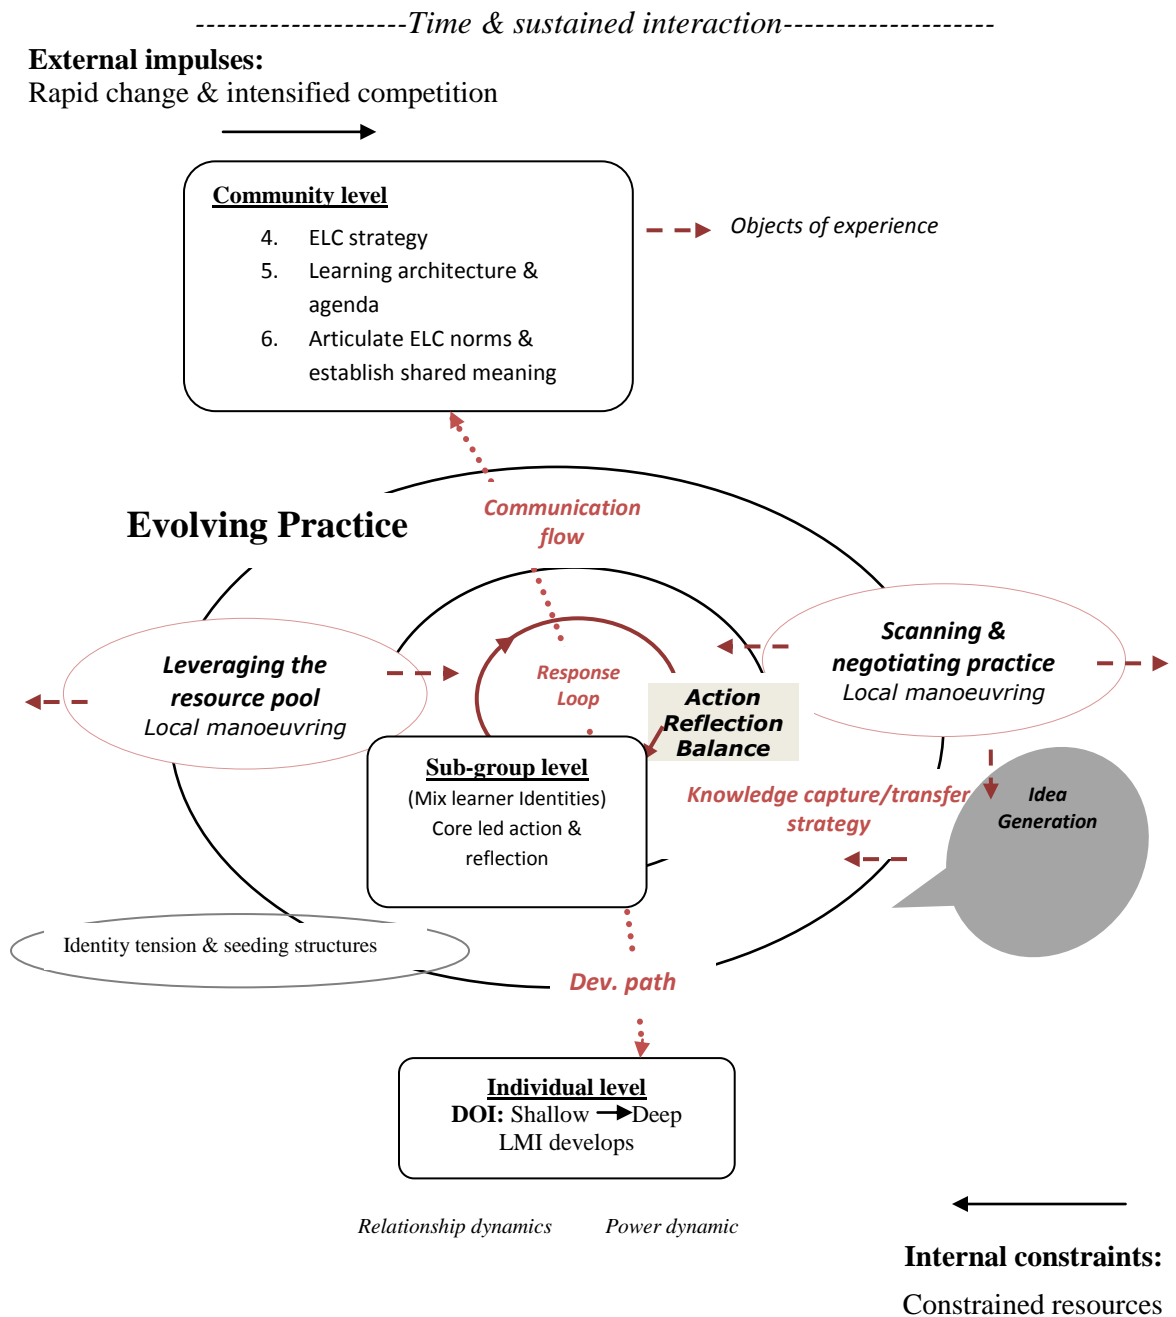 --------------------Time & sustained interaction--------------------
External impulses:
Rapid change & intensified competition
Community level
4. ELC strategy
5. Learning architecture &
agenda
6. Articulate ELC norms &
establish shared meaning
Objects of experience
Communication
flow
Evolving Practice
Leveraging the
resource pool
Local manoeuvring
Response
Loop
Action
Reflection
Balance
Scanning &
negotiating practice
Local manoeuvring
Sub-group level
(Mix learner Identities)
Core led action &
reflection
Knowledge capture/transfer
strategy
Idea
Generation
Identity tension & seeding structures
Dev. path
Individual level
DOI: Shallow Deep
LMI develops
Relationship dynamics Power dynamic
Internal constraints:
Constrained resources